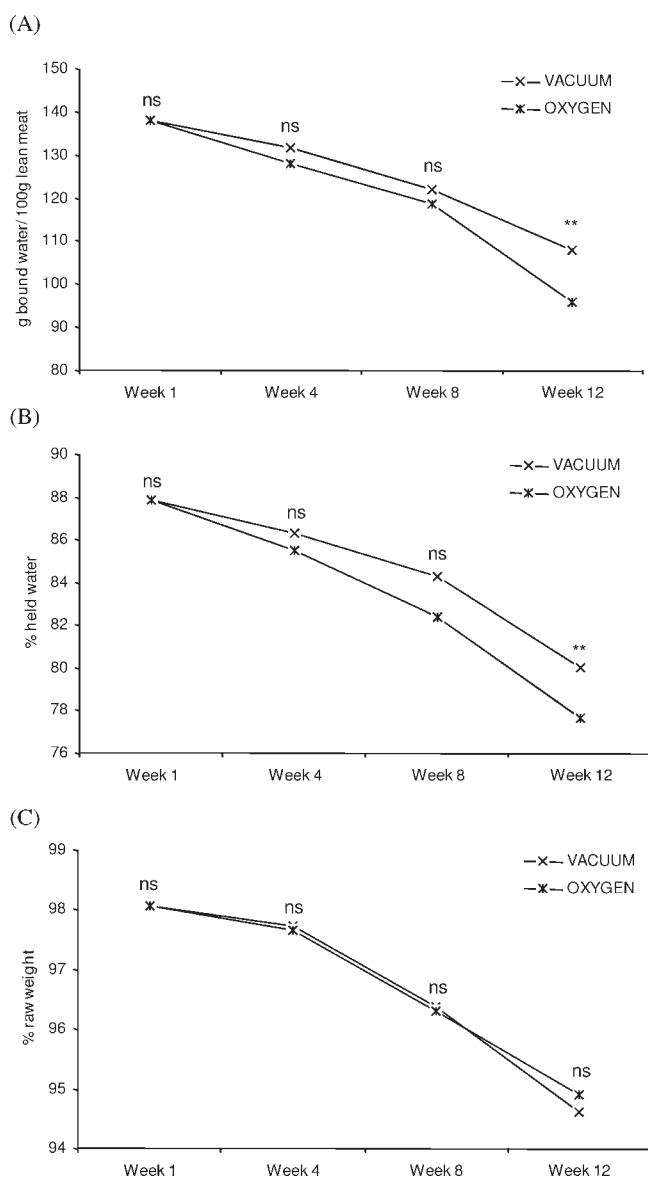 (A)
150
140
130
120
110
100
90
80
g bound water/ 100g lean meat
VACUUM
OXYGEN
ns
ns
ns
**
Week 1 Week 4 Week 8 Week 12
(B)
90
88
86
84
82
80
78
76
% held water
VACUUM
OXYGEN
ns
ns
ns
**
Week 1 Week 4 Week 8 Week 12
(C)
99
98
97
96
95
94
% raw weight
VACUUM
OXYGEN
ns
ns
ns
ns
Week 1 Week 4 Week 8 Week 12